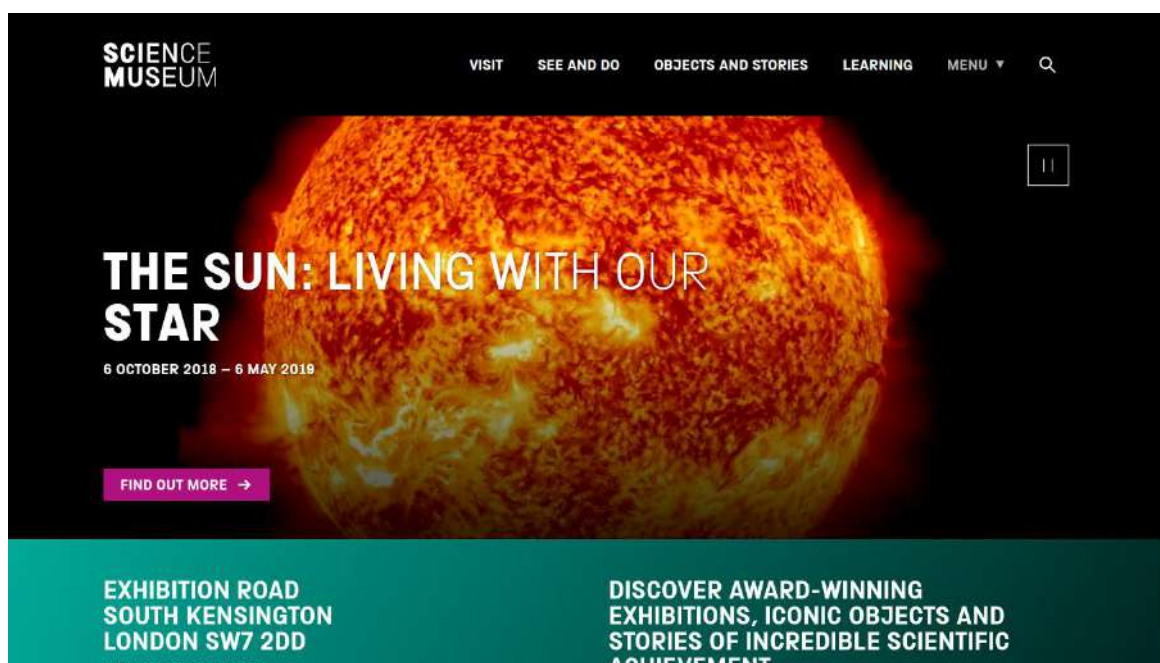 SCIENCE
MUSEUM
VISIT SEE AND DO OBJECTS AND STORIES LEARNING MENU ▼
THE SUN: LIVING WITH OUR
STAR
6 OCTOBER 2018 – 6 MAY 2019
FIND OUT MORE →
EXHIBITION ROAD
SOUTH KENSINGTON
LONDON SW7 2DD
DISCOVER AWARD-WINNING
EXHIBITIONS, ICONIC OBJECTS AND
STORIES OF INCREDIBLE SCIENTIFIC
ACHIEVEMENT